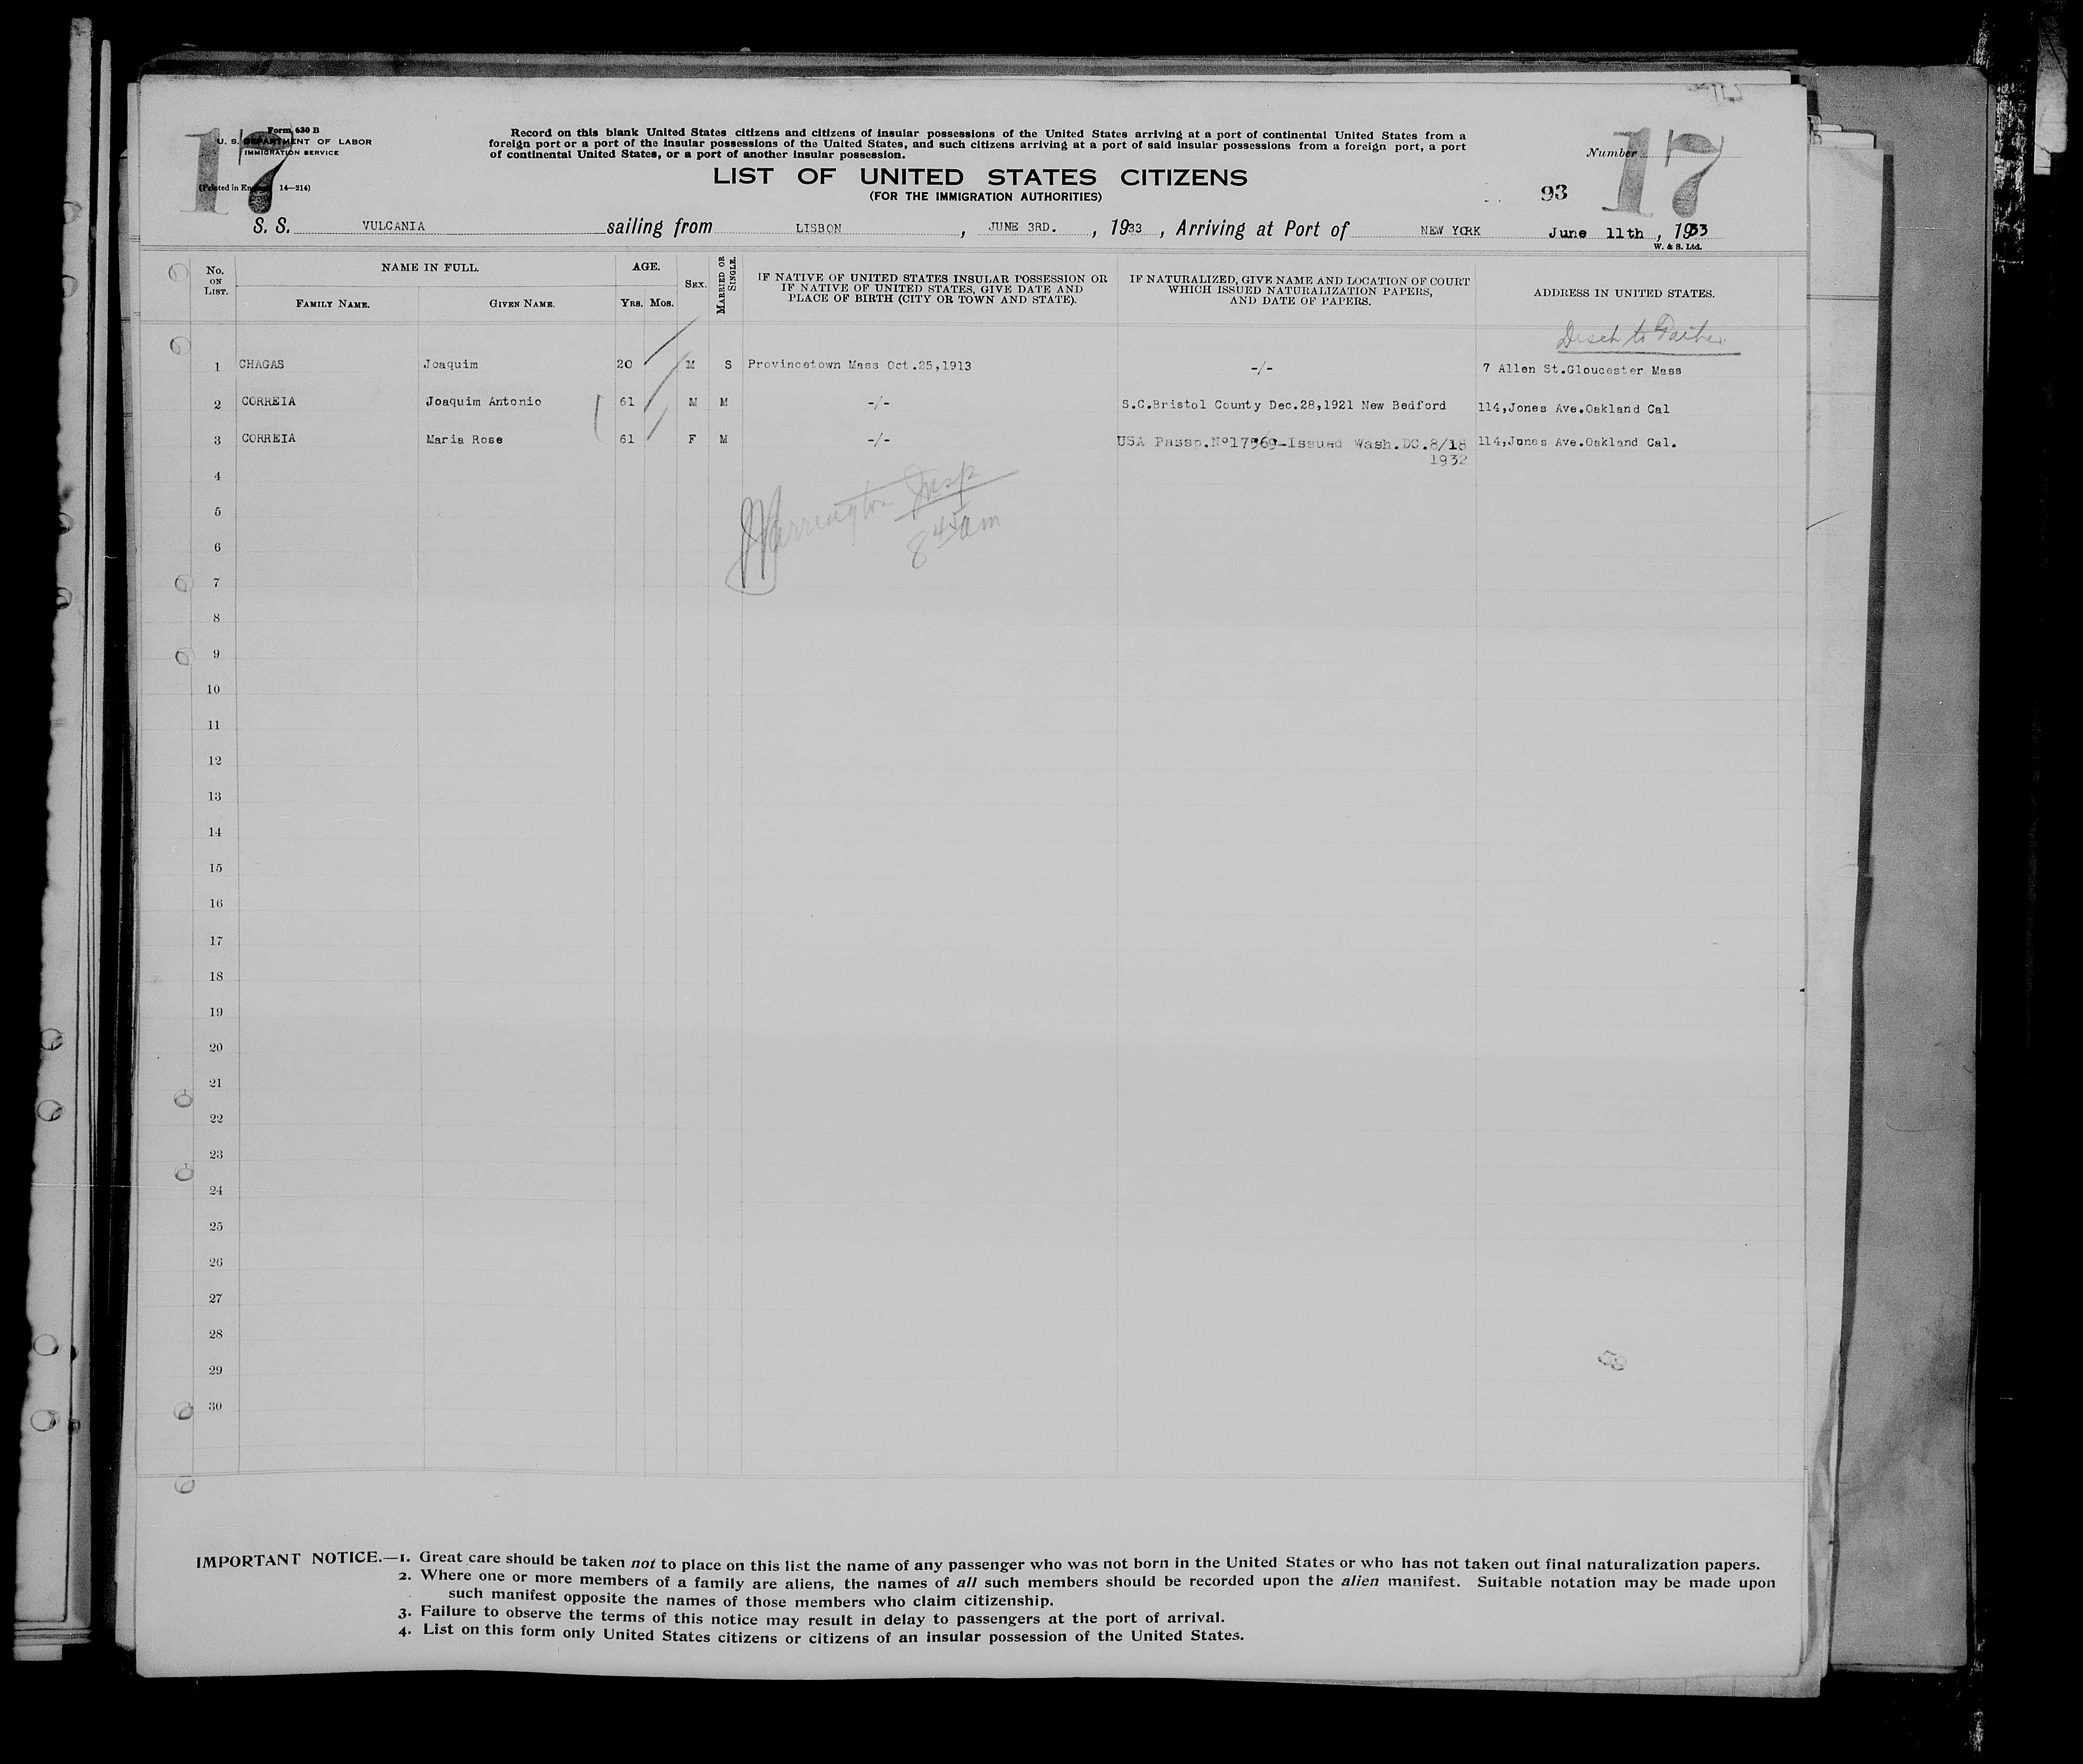 17
17
Form 630 B
U. S. DEPARTMENT OF LABOR
IMMIGRATION SERVICE
(Printed in England 14—214)
Record on this blank United States citizens and citizens of insular possessions of the United States arriving at a port of continental United States from a
foreign port or a port of the insular possessions of the United States, and such citizens arriving at a port of said insular possessions from a foreign port, a port
of continental United States, or a port of another insular possession.
Number
LIST OF UNITED STATES CITIZENS
(FOR THE IMMIGRATION AUTHORITIES)
93
S. S. VULCANIA sailing from LISBON , JUNE 3RD. , 1933 , Arriving at Port of NEW YORK June 11th , 1933
W. & S. Ltd.
No. ON LIST. NAME IN FULL. FAMILY NAME. GIVEN NAME. AGE. YRS. MOS. SEX. MARRIED OR SINGLE. IF NATIVE OF UNITED STATES INSULAR POSSESSION OR IF NATIVE OF UNITED STATES, GIVE DATE AND PLACE OF BIRTH (CITY OR TOWN AND STATE). IF NATURALIZED, GIVE NAME AND LOCATION OF COURT WHICH ISSUED NATURALIZATION PAPERS, AND DATE OF PAPERS. ADDRESS IN UNITED STATES.
Disch to Father
1 CHAGAS Joaquim 20 M S Provincetown Mass Oct.25,1913 -/- 7 Allen St.Gloucester Mass
2 CORREIA Joaquim Antonio 61 M M -/- S.C.Bristol County Dec.28,1921 New Bedford 114,Jones Ave.Oakland Cal
3 CORREIA Maria Rose 61 F M -/- USA Passp.Nº17569-Issued Wash.DC.8/18 114,Jones Ave.Oakland Cal.
1932
4
Warrington Insp
5
8 45 am
6
7
8
9
10
11
12
13
14
15
16
17
18
19
20
21
22
23
24
25
26
27
28
29
30
IMPORTANT NOTICE.—1. Great care should be taken not to place on this list the name of any passenger who was not born in the United States or who has not taken out final naturalization papers.
2. Where one or more members of a family are aliens, the names of all such members should be recorded upon the alien manifest. Suitable notation may be made upon
such manifest opposite the names of those members who claim citizenship.
3. Failure to observe the terms of this notice may result in delay to passengers at the port of arrival.
4. List on this form only United States citizens or citizens of an insular possession of the United States.